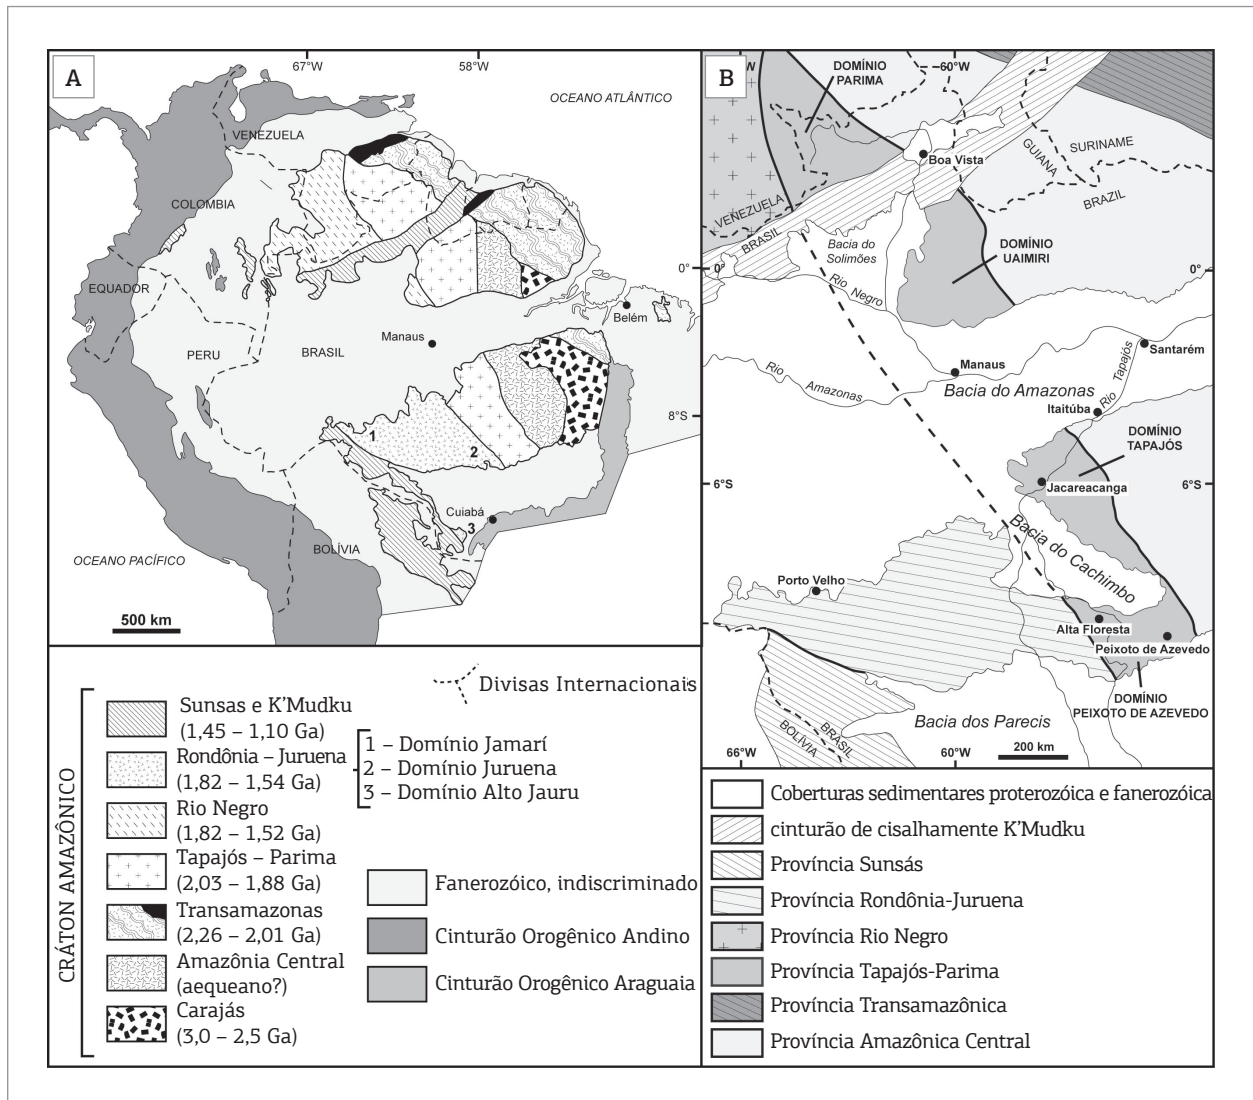 A
67°W
58°W
OCEANO ATLÂNTICO
VENEZUELA
COLOMBIA
EQUADOR
0°
Belém
Manaus
PERU
BRASIL
8°S
1
2
Cuiabá
3
BOLÍVIA
OCEANO PACÍFICO
500 km
CRÁTON AMAZÔNICO
Sunsas e K'Mudku
(1,45 – 1,10 Ga)
Rondônia – Juruena
(1,82 – 1,54 Ga)
Rio Negro
(1,82 – 1,52 Ga)
Tapajós – Parima
(2,03 – 1,88 Ga)
Transamazonas
(2,26 – 2,01 Ga)
Amazônia Central
(aequeano?)
Carajás
(3,0 – 2,5 Ga)
Divisas Internacionais
1 – Domínio Jamarí
2 – Domínio Juruena
3 – Domínio Alto Jauru
Fanerozóico, indiscriminado
Cinturão Orogênico Andino
Cinturão Orogênico Araguaia
B
W
60°W
DOMÍNIO
PARIMA
Boa Vista
GUIANA
SURINAME
BRAZIL
VENEZUELA
BRASIL
Bacia do
Solimões
DOMÍNIO
UAIMIRI
0°
0°
Rio Negro
Manaus
Santarém
Rio Amazonas
Bacia do Amazonas
Rio Tapajós
Itaitúba
DOMÍNIO
TAPAJÓS
6°S
Jacareacanga
6°S
Bacia do Cachimbo
Porto Velho
Alta Floresta
Peixoto de Azevedo
DOMÍNIO
PEIXOTO DE AZEVEDO
Bacia dos Parecis
BOLÍVIA
BRASIL
66°W
60°W
200 km
Coberturas sedimentares proterozóica e fanerozóica
cinturão de cisalhamente K'Mudku
Província Sunsás
Província Rondônia-Juruena
Província Rio Negro
Província Tapajós-Parima
Província Transamazônica
Província Amazônica Central